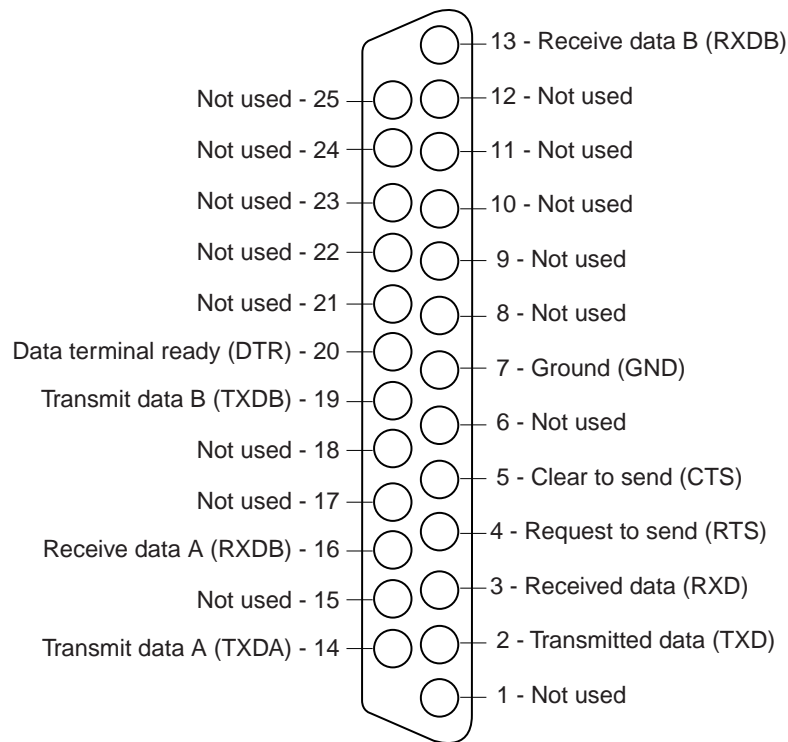 13 - Receive data B (RXDB)
Not used - 25
12 - Not used
Not used - 24
11 - Not used
Not used - 23
10 - Not used
Not used - 22
9 - Not used
Not used - 21
8 - Not used
Data terminal ready (DTR) - 20
7 - Ground (GND)
Transmit data B (TXDB) - 19
6 - Not used
Not used - 18
5 - Clear to send (CTS)
Not used - 17
4 - Request to send (RTS)
Receive data A (RXDB) - 16
3 - Received data (RXD)
Not used - 15
2 - Transmitted data (TXD)
Transmit data A (TXDA) - 14
1 - Not used